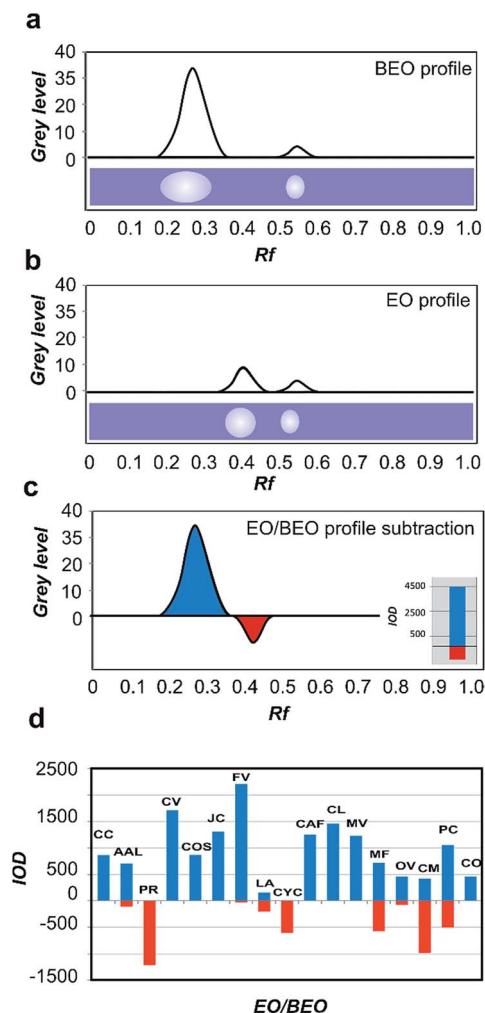 a
BEO profile
Grey level
40
35
20
10
0
0 0.1 0.2 0.3 0.4 0.5 0.6 0.7 0.8 0.9 1.0
Rf
b
EO profile
Grey level
40
35
20
10
0
0 0.1 0.2 0.3 0.4 0.5 0.6 0.7 0.8 0.9 1.0
Rf
c
EO/BEO profile subtraction
Grey level
40
35
20
10
0
IOD
4500
2500
500
0 0.1 0.2 0.3 0.4 0.5 0.6 0.7 0.8 0.9 1.0
Rf
d
IOD
2500
1500
500
0
-500
-1500
CC AAL PR CV COS JC FV LA CYC CAF CL MV MF OV CM PC CO
EO/BEO